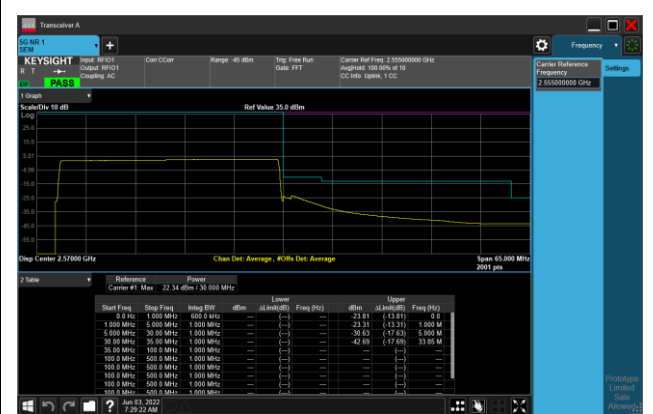 Transceiver A
5G NR 1
SEM
Frequency
KEYSIGHT
R T
PASS
Input: RFIO1
Output: RFIO1
Coupling: AC
Corr CCorr
Range: -45 dBm
Trig: Free Run
Gate: FFT
Carrier Ref Freq: 2.555000000 GHz
Avg|Hold: 100.00% of 10
CC Info: Uplink, 1 CC
Carrier Reference
Frequency
2.555000000 GHz
Settings
1 Graph
Scale/Div 10 dB
Ref Value 35.0 dBm
Log
25.0
15.0
5.01
-4.99
-15.0
-25.0
-35.0
-45.0
-55.0
Disp Center 2.57000 GHz
Chan Det: Average, #Offs Det: Average
Span 65.000 MHz
2001 pts
2 Table
Reference Power
Carrier #1 Max 22.34 dBm / 30.000 MHz
Lower Upper
Start Freq Stop Freq Integ BW dBm ΔLimit(dB) Freq (Hz) dBm ΔLimit(dB) Freq (Hz)
0.0 Hz 1.000 MHz 600.0 kHz --- (---) --- -23.81 (-13.81) 0.0
1.000 MHz 5.000 MHz 1.000 MHz --- (---) --- -23.31 (-13.31) 1.000 M
5.000 MHz 30.00 MHz 1.000 MHz --- (---) --- -30.63 (-17.63) 5.000 M
30.00 MHz 35.00 MHz 1.000 MHz --- (---) --- -42.69 (-17.69) 33.85 M
35.00 MHz 100.0 MHz 1.000 MHz --- (---) --- --- (---) ---
100.0 MHz 500.0 MHz 1.000 MHz --- (---) --- --- (---) ---
100.0 MHz 500.0 MHz 1.000 MHz --- (---) --- --- (---) ---
100.0 MHz 500.0 MHz 1.000 MHz --- (---) --- --- (---) ---
100.0 MHz 500.0 MHz 1.000 MHz --- (---) --- --- (---) ---
100.0 MHz 500.0 MHz 1.000 MHz --- (---) --- --- (---) ---
Prototype
Limited
Sale
Allowed
?
Jun 03, 2022
7:29:22 AM